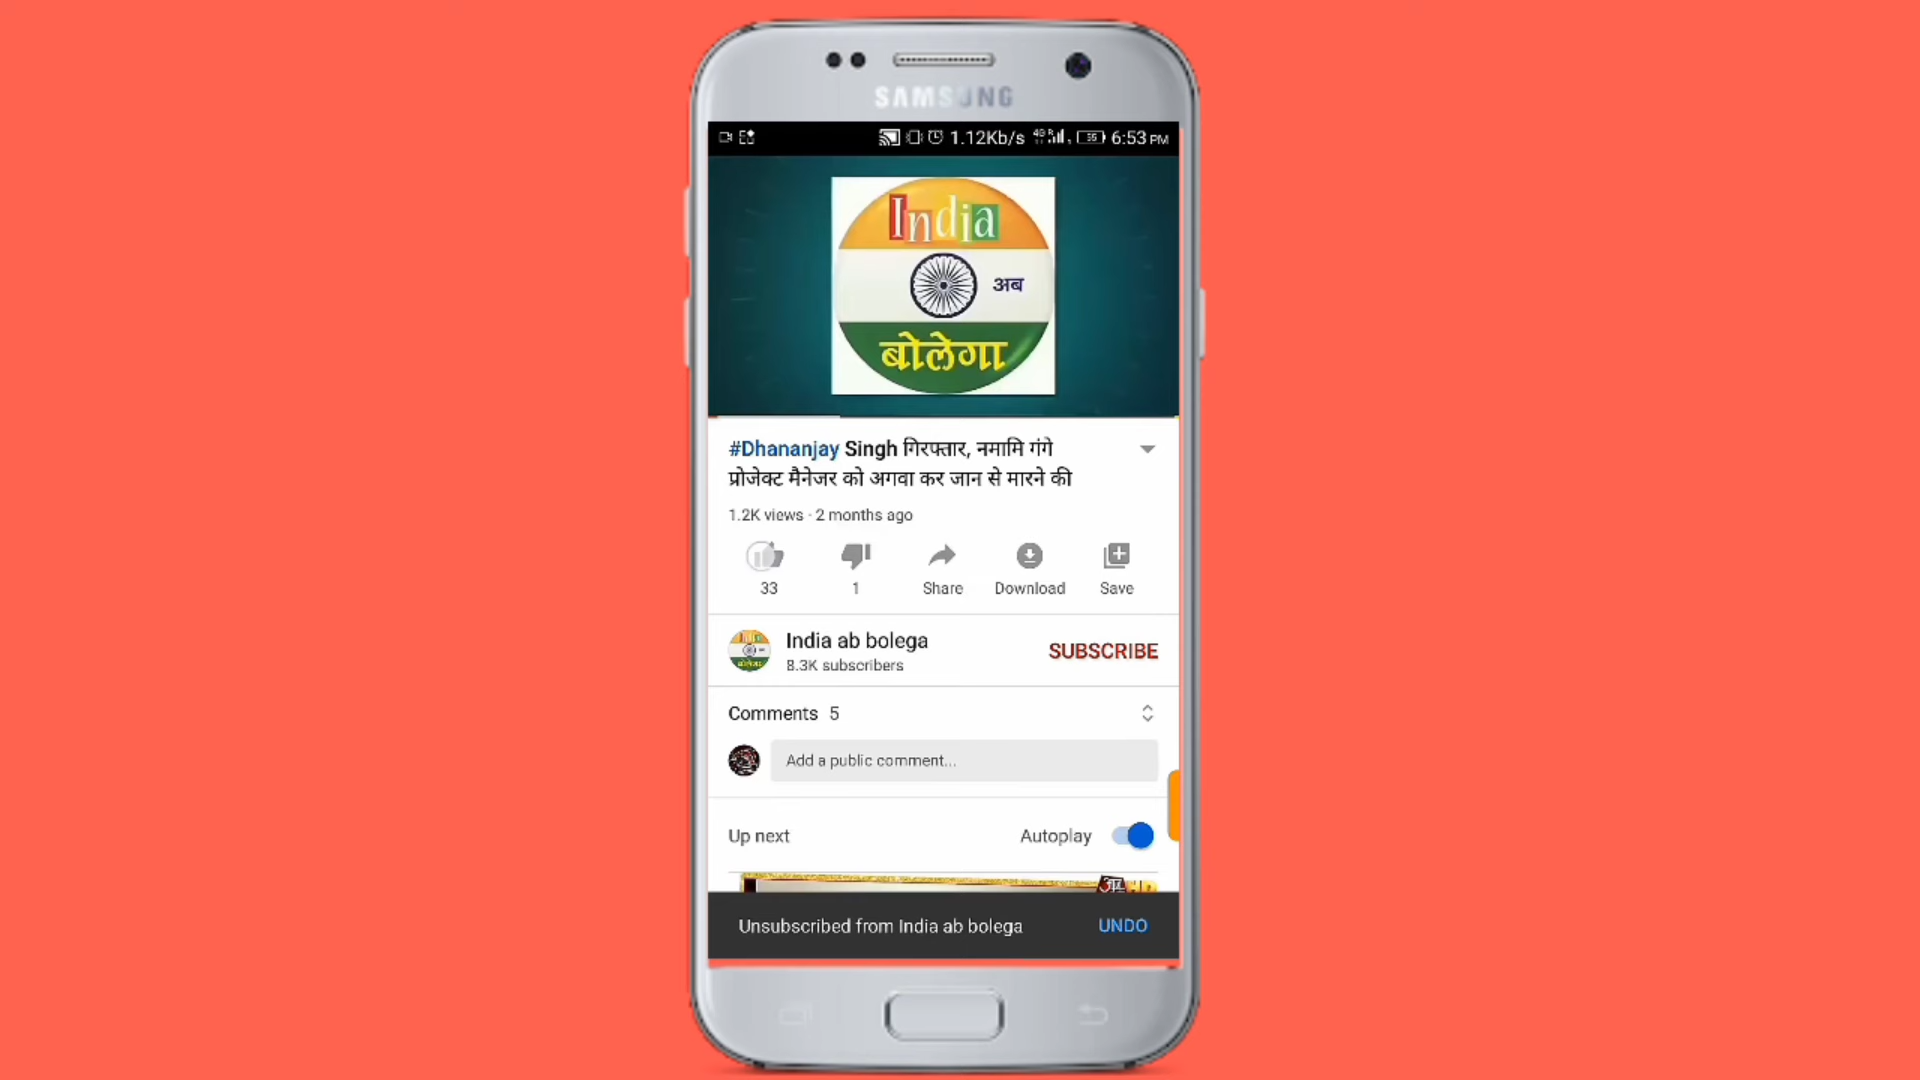 SAMSUNG
1.12Kb/s 4G R 55 6:53 PM
India
अब
बोलेगा
#Dhananjay Singh गिरफ्तार, नमामि गंगे
प्रोजेक्ट मैनेजर को अगवा कर जान से मारने की
1.2K views · 2 months ago
33 1 Share Download Save
India ab bolega
8.3K subscribers
SUBSCRIBE
Comments 5
Add a public comment...
Up next Autoplay
Unsubscribed from India ab bolega UNDO